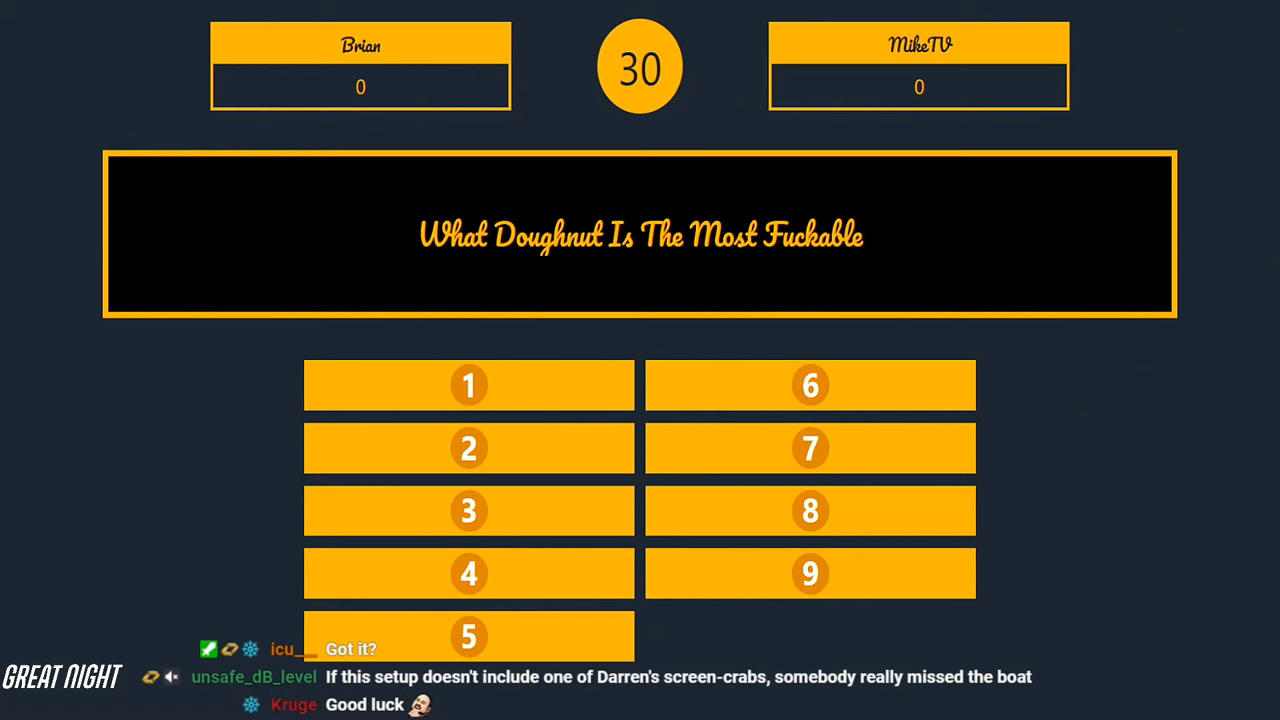 Brian
0
30
MikeTV
0
What Doughnut Is The Most Fuckable
1
2
3
4
5
6
7
8
9
icu__ Got it?
unsafe_dB_level If this setup doesn't include one of Darren's screen-crabs, somebody really missed the boat
Kruge Good luck
GREAT NIGHT